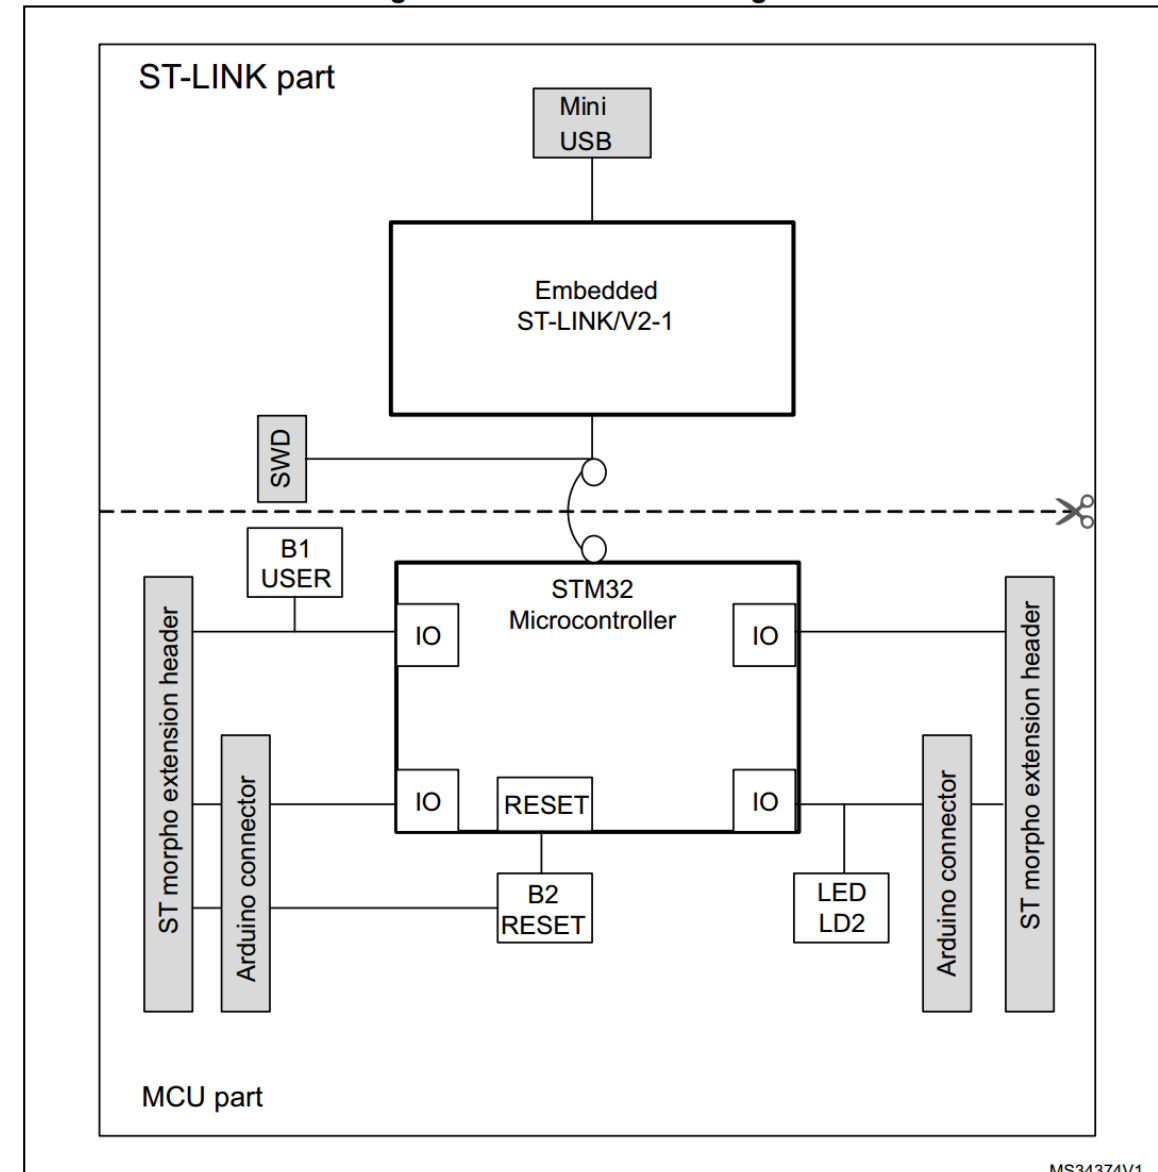 ST-LINK part
Mini
USB
Embedded
ST-LINK/V2-1
SWD
B1
USER
STM32
Microcontroller
IO
IO
ST morpho extension header
ST morpho extension header
Arduino connector
Arduino connector
IO
RESET
IO
B2
RESET
LED
LD2
MCU part
MS34374V1